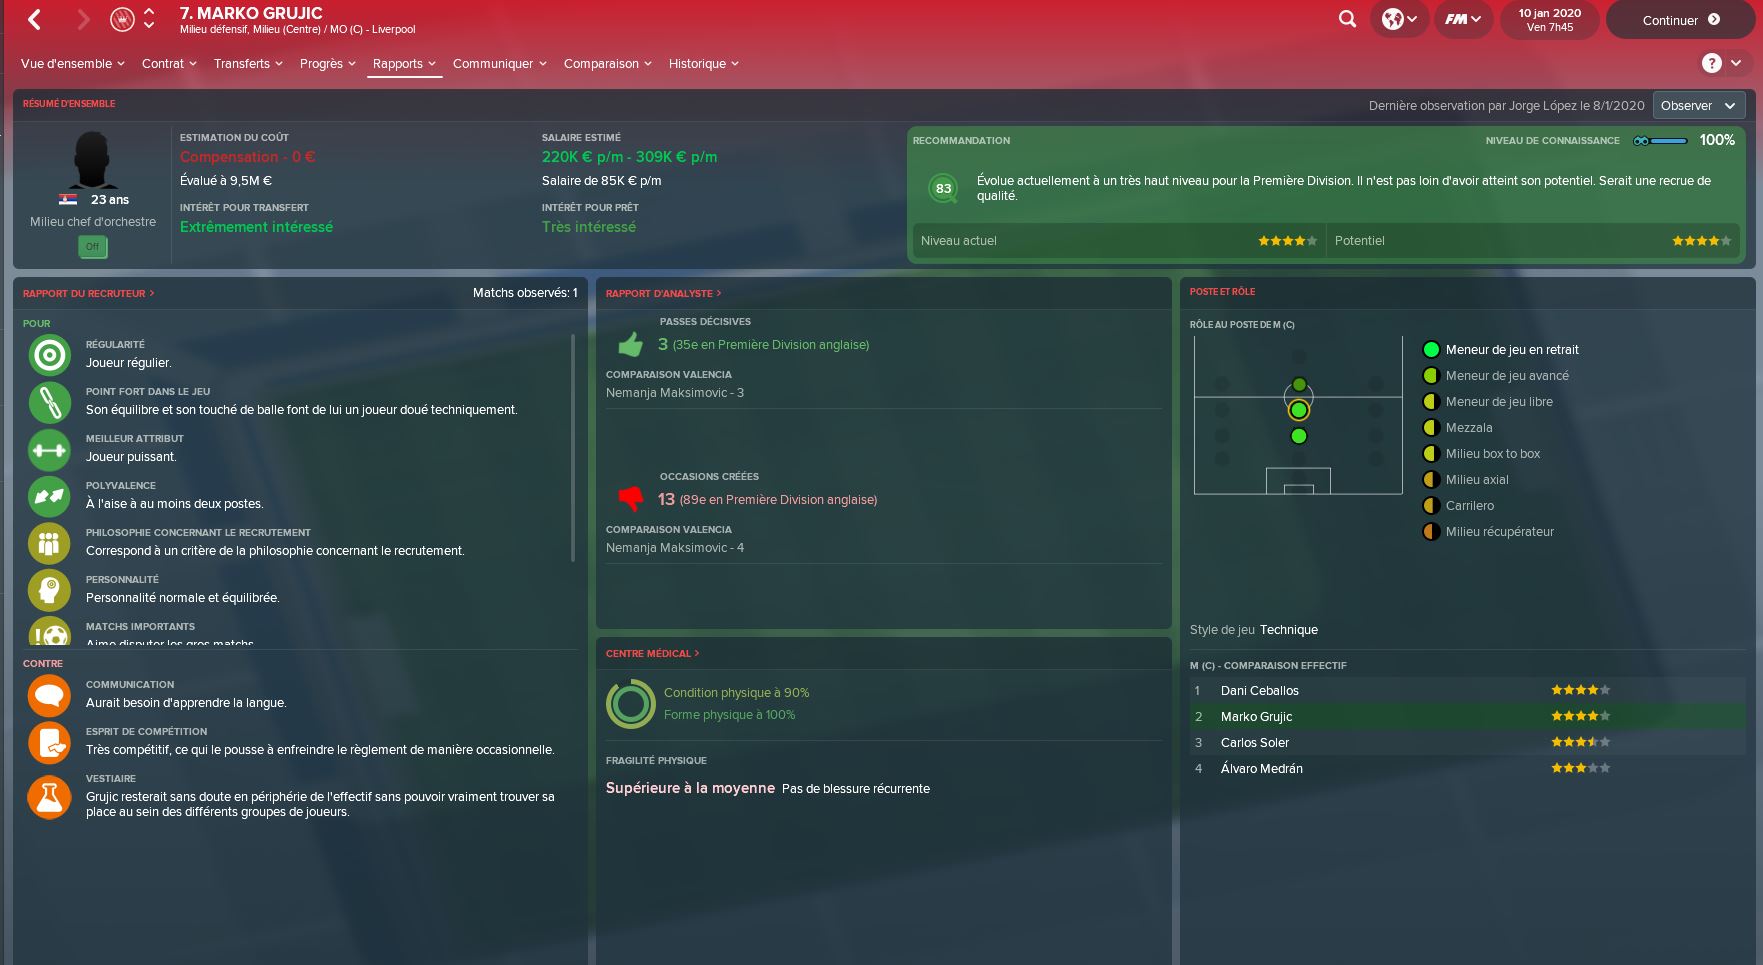 7. MARKO GRUJIC
Milieu défensif, Milieu (Centre) / MO (C) - Liverpool
FM
10 jan 2020
Ven 7h45
Continuer
Vue d'ensemble
Contrat
Transferts
Progrès
Rapports
Communiquer
Comparaison
Historique
?
RÉSUMÉ D'ENSEMBLE
Dernière observation par Jorge López le 8/1/2020
Observer
23 ans
Milieu chef d'orchestre
Off
ESTIMATION DU COÛT
Compensation - 0 €
Évalué à 9,5M €
INTÉRÊT POUR TRANSFERT
Extrêmement intéressé
SALAIRE ESTIMÉ
220K € p/m - 309K € p/m
Salaire de 85K € p/m
INTÉRÊT POUR PRÊT
Très intéressé
RECOMMANDATION
NIVEAU DE CONNAISSANCE
100%
83
Évolue actuellement à un très haut niveau pour la Première Division. Il n'est pas loin d'avoir atteint son potentiel. Serait une recrue de
qualité.
Niveau actuel
Potentiel
RAPPORT DU RECRUTEUR >
Matchs observés: 1
POUR
RÉGULARITÉ
Joueur régulier.
POINT FORT DANS LE JEU
Son équilibre et son touché de balle font de lui un joueur doué techniquement.
MEILLEUR ATTRIBUT
Joueur puissant.
POLYVALENCE
À l'aise à au moins deux postes.
PHILOSOPHIE CONCERNANT LE RECRUTEMENT
Correspond à un critère de la philosophie concernant le recrutement.
PERSONNALITÉ
Personnalité normale et équilibrée.
MATCHS IMPORTANTS
Aime disputer les gros matchs.
CONTRE
COMMUNICATION
Aurait besoin d'apprendre la langue.
ESPRIT DE COMPÉTITION
Très compétitif, ce qui le pousse à enfreindre le règlement de manière occasionnelle.
VESTIAIRE
Grujic resterait sans doute en périphérie de l'effectif sans pouvoir vraiment trouver sa
place au sein des différents groupes de joueurs.
RAPPORT D'ANALYSTE >
PASSES DÉCISIVES
3 (35e en Première Division anglaise)
COMPARAISON VALENCIA
Nemanja Maksimovic - 3
OCCASIONS CRÉÉES
13 (89e en Première Division anglaise)
COMPARAISON VALENCIA
Nemanja Maksimovic - 4
CENTRE MÉDICAL >
Condition physique à 90%
Forme physique à 100%
FRAGILITÉ PHYSIQUE
Supérieure à la moyenne Pas de blessure récurrente
POSTE ET RÔLE
RÔLE AU POSTE DE M (C)
Meneur de jeu en retrait
Meneur de jeu avancé
Meneur de jeu libre
Mezzala
Milieu box to box
Milieu axial
Carrilero
Milieu récupérateur
Style de jeu Technique
M (C) - COMPARAISON EFFECTIF
1 Dani Ceballos
2 Marko Grujic
3 Carlos Soler
4 Álvaro Medrán